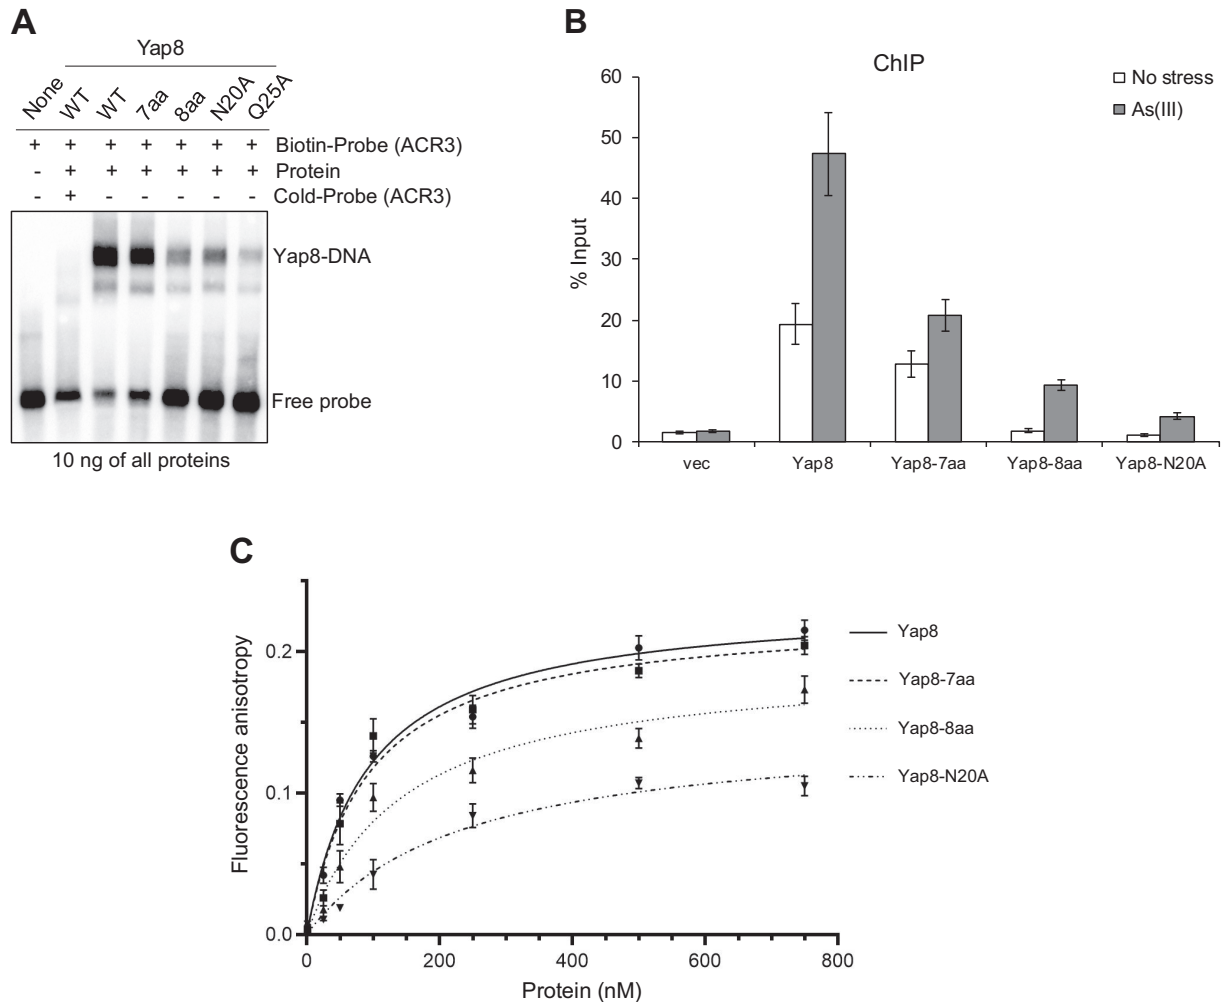 A
Yap8
None WT WT 7aa 8aa N20A Q25A
+ + + + + + + Biotin-Probe (ACR3)
- + + + + + + Protein
- + - - - - - Cold-Probe (ACR3)
Yap8-DNA
Free probe
10 ng of all proteins
B
ChIP
No stress
As(III)
% Input
60
50
40
30
20
10
0
vec Yap8 Yap8-7aa Yap8-8aa Yap8-N20A
C
Fluorescence anisotropy
0.2
0.1
0.0
0 200 400 600 800
Protein (nM)
Yap8
Yap8-7aa
Yap8-8aa
Yap8-N20A